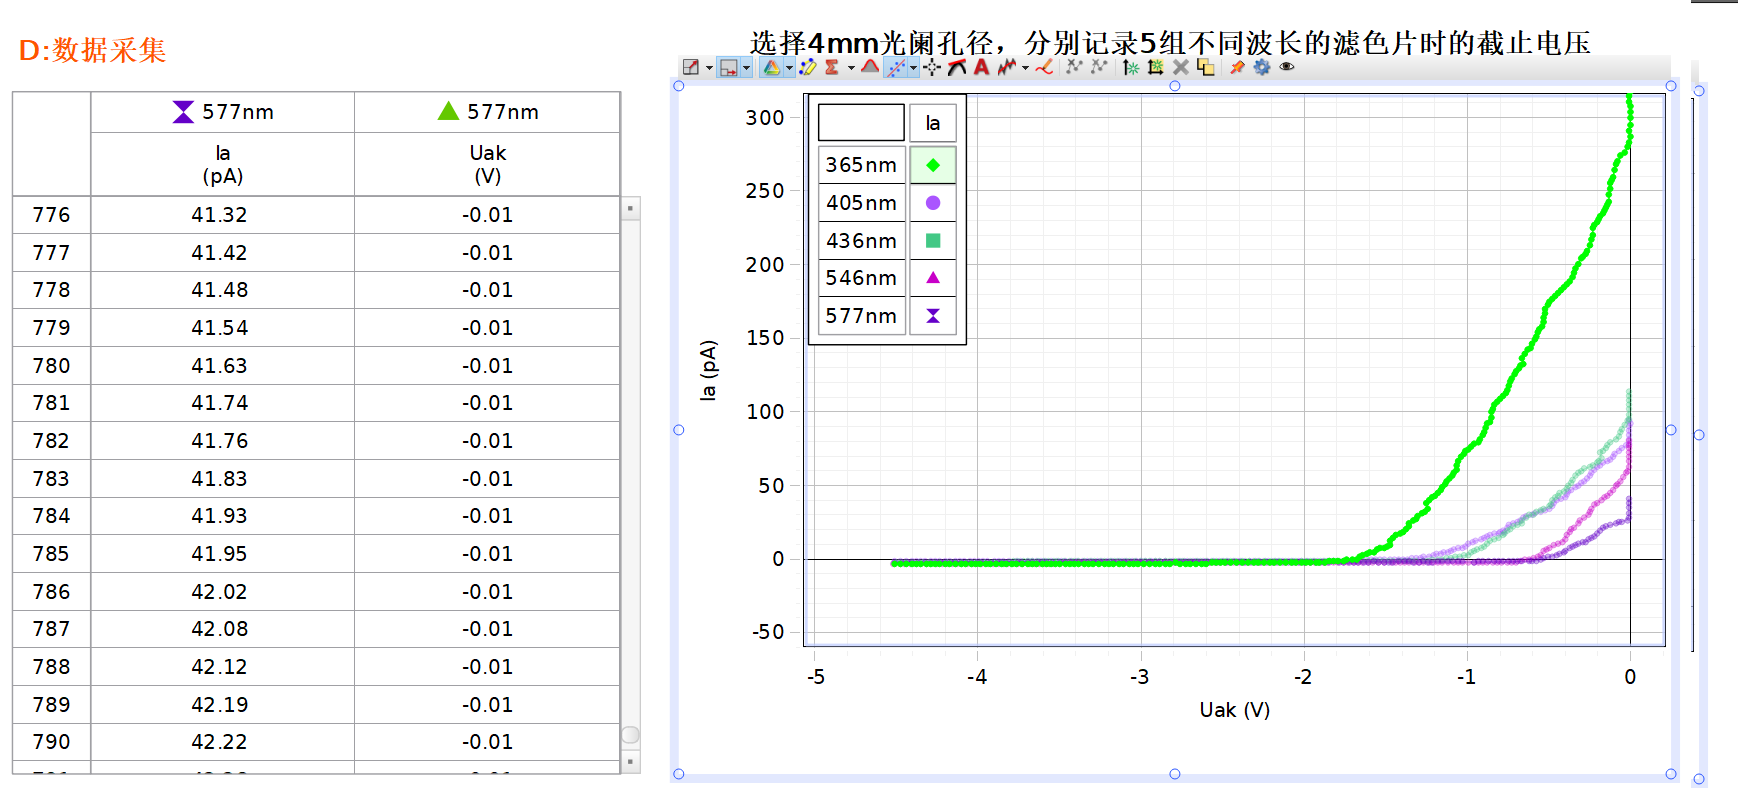 D:数据采集
577nm 577nm
Ia Uak
(pA) (V)
776 41.32 -0.01
777 41.42 -0.01
778 41.48 -0.01
779 41.54 -0.01
780 41.63 -0.01
781 41.74 -0.01
782 41.76 -0.01
783 41.83 -0.01
784 41.93 -0.01
785 41.95 -0.01
786 42.02 -0.01
787 42.08 -0.01
788 42.12 -0.01
789 42.19 -0.01
790 42.22 -0.01
选择4mm光阑孔径，分别记录5组不同波长的滤色片时的截止电压
Ia
365nm
405nm
436nm
546nm
577nm
300
250
200
150
100
50
0
-50
Ia (pA)
-5 -4 -3 -2 -1 0
Uak (V)